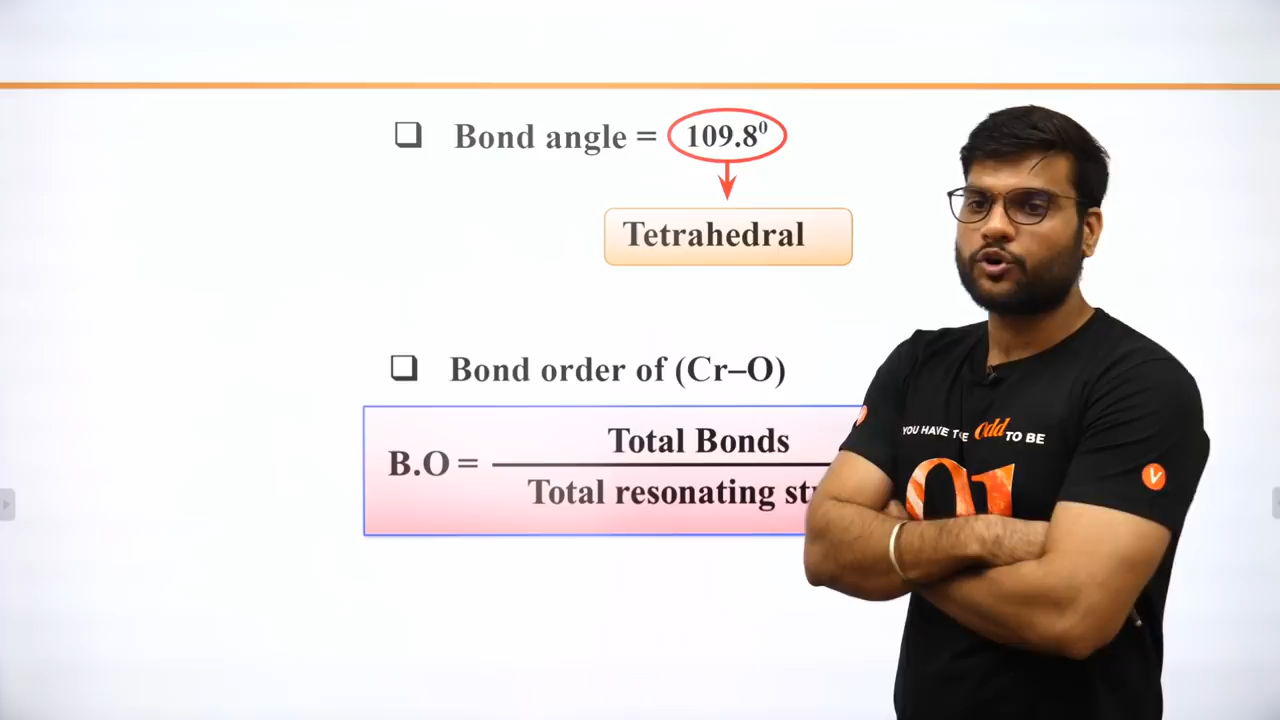 ❑ Bond angle = 109.8⁰
Tetrahedral
❑ Bond order of (Cr–O)
B.O =
Total Bonds
Total resonating
YOU HAVE THE Odd TO BE
01
V